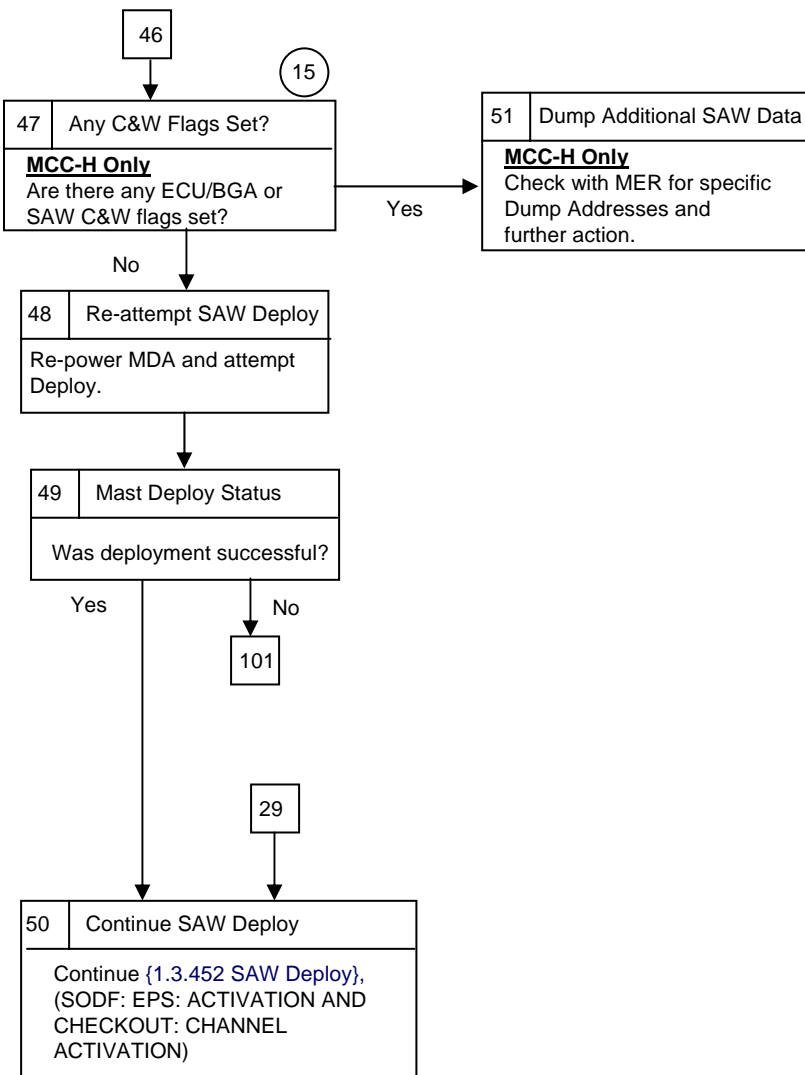 46
15
47 Any C&W Flags Set?
MCC-H Only
Are there any ECU/BGA or
SAW C&W flags set?
Yes
51 Dump Additional SAW Data
MCC-H Only
Check with MER for specific
Dump Addresses and
further action.
No
48 Re-attempt SAW Deploy
Re-power MDA and attempt
Deploy.
49 Mast Deploy Status
Was deployment successful?
Yes
No
101
29
50 Continue SAW Deploy
Continue {1.3.452 SAW Deploy},
(SODF: EPS: ACTIVATION AND
CHECKOUT: CHANNEL
ACTIVATION)